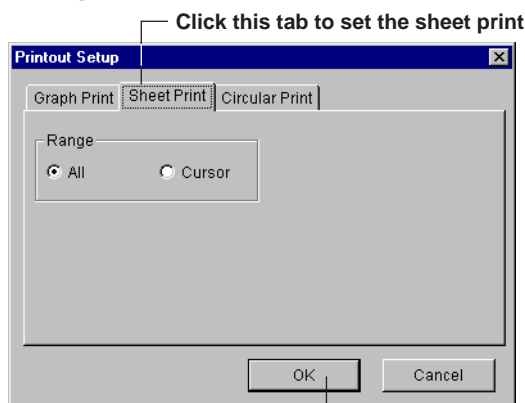 Click this tab to set the sheet print
Printout Setup
Graph Print Sheet Print Circular Print
Range
All Cursor
OK Cancel